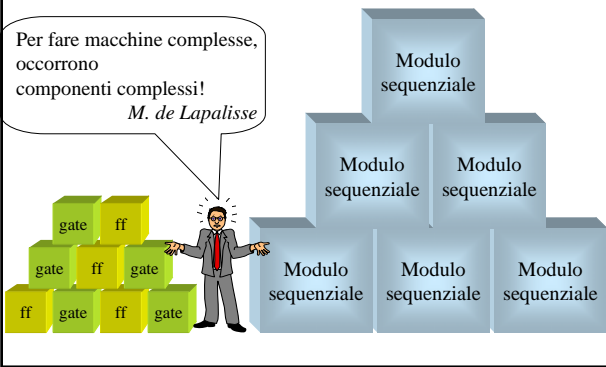 Per fare macchine complesse,
occorrono
componenti complessi!
M. de Lapalisse
gate ff
gate ff gate
ff gate ff gate
Modulo
sequenziale
Modulo
sequenziale
Modulo
sequenziale
Modulo
sequenziale
Modulo
sequenziale
Modulo
sequenziale